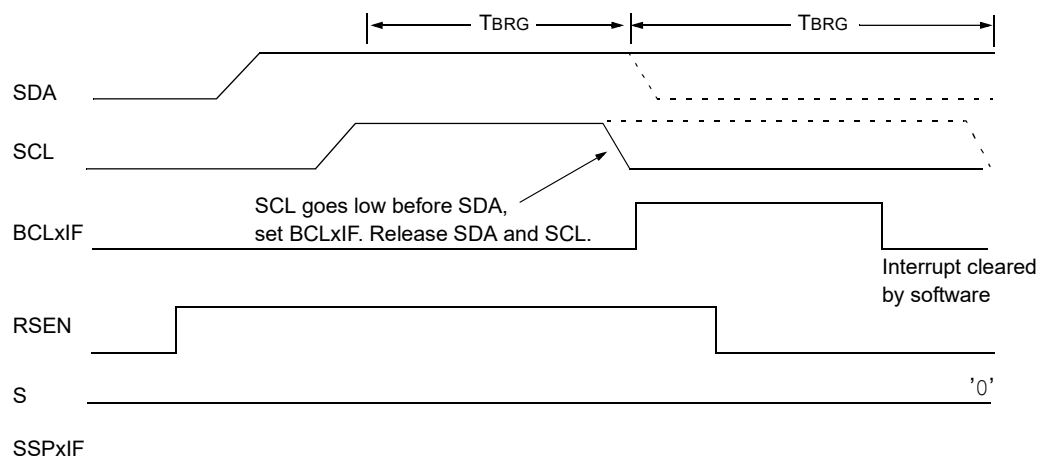 TBRG TBRG
SDA
SCL
SCL goes low before SDA,
set BCLxIF. Release SDA and SCL.
BCLxIF
Interrupt cleared
by software
RSEN
S
'0'
SSPxIF